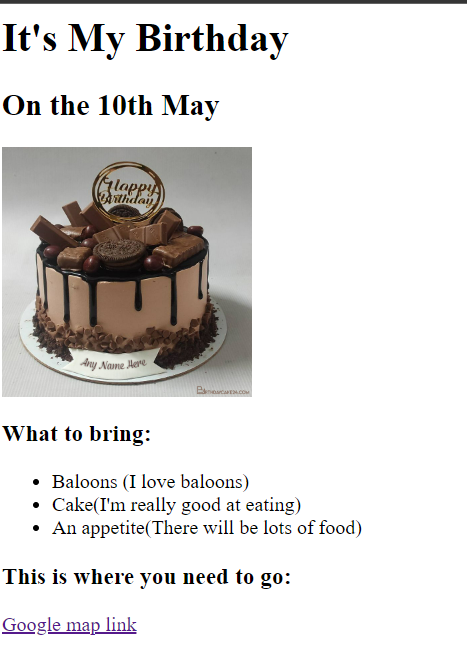 It's My Birthday
On the 10th May
Happy
Birthday
Any Name Here
BIRTHDAYCAKE24.COM
What to bring:
Baloons (I love baloons)
Cake(I'm really good at eating)
An appetite(There will be lots of food)
This is where you need to go:
Google map link